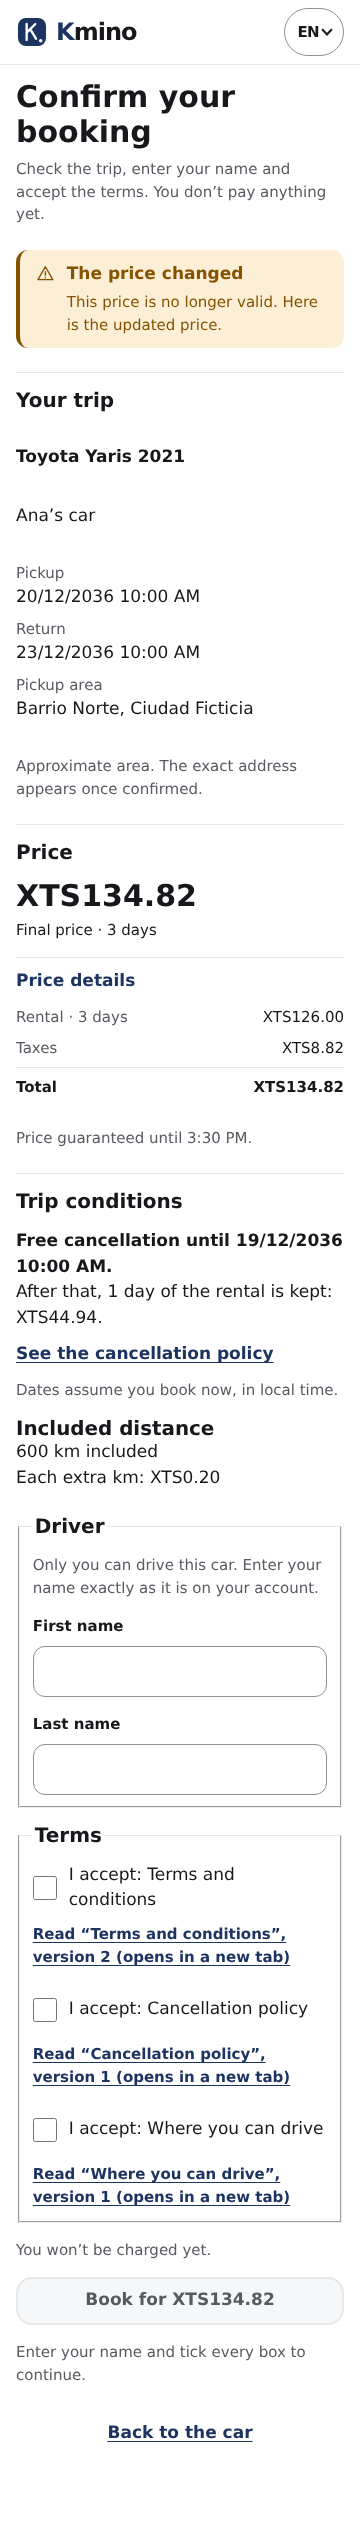 Kmino
EN
Confirm your
booking
Check the trip, enter your name and
accept the terms. You don’t pay anything
yet.
The price changed
This price is no longer valid. Here
is the updated price.
Your trip
Toyota Yaris 2021
Ana’s car
Pickup
20/12/2036 10:00 AM
Return
23/12/2036 10:00 AM
Pickup area
Barrio Norte, Ciudad Ficticia
Approximate area. The exact address
appears once confirmed.
Price
XTS134.82
Final price · 3 days
Price details
Rental · 3 days XTS126.00
Taxes XTS8.82
Total XTS134.82
Price guaranteed until 3:30 PM.
Trip conditions
Free cancellation until 19/12/2036
10:00 AM.
After that, 1 day of the rental is kept:
XTS44.94.
See the cancellation policy
Dates assume you book now, in local time.
Included distance
600 km included
Each extra km: XTS0.20
Driver
Only you can drive this car. Enter your
name exactly as it is on your account.
First name
Last name
Terms
I accept: Terms and
conditions
Read “Terms and conditions”,
version 2 (opens in a new tab)
I accept: Cancellation policy
Read “Cancellation policy”,
version 1 (opens in a new tab)
I accept: Where you can drive
Read “Where you can drive”,
version 1 (opens in a new tab)
You won’t be charged yet.
Book for XTS134.82
Enter your name and tick every box to
continue.
Back to the car